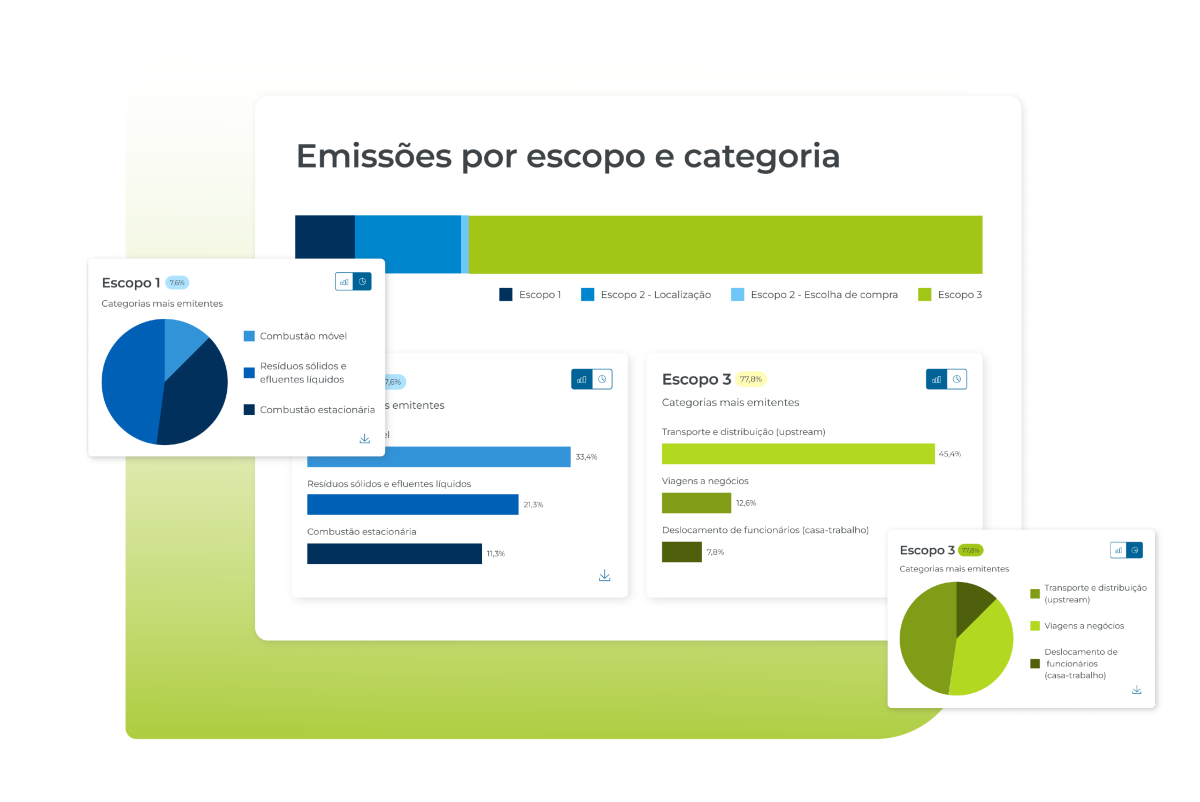 Emissões por escopo e categoria
Escopo 1
Escopo 2 - Localização
Escopo 2 - Escolha de compra
Escopo 3
Escopo 1 7,6%
Categorias mais emitentes
Combustão móvel
Resíduos sólidos e
efluentes líquidos
Combustão estacionária
7,6%
emitentes
33,4%
Resíduos sólidos e efluentes líquidos
21,3%
Combustão estacionária
11,3%
Escopo 3 77,8%
Categorias mais emitentes
Transporte e distribuição (upstream)
45,4%
Viagens a negócios
12,6%
Deslocamento de funcionários (casa-trabalho)
7,8%
Escopo 3 77,8%
Categorias mais emitentes
Transporte e distribuição
(upstream)
Viagens a negócios
Deslocamento de
funcionários
(casa-trabalho)